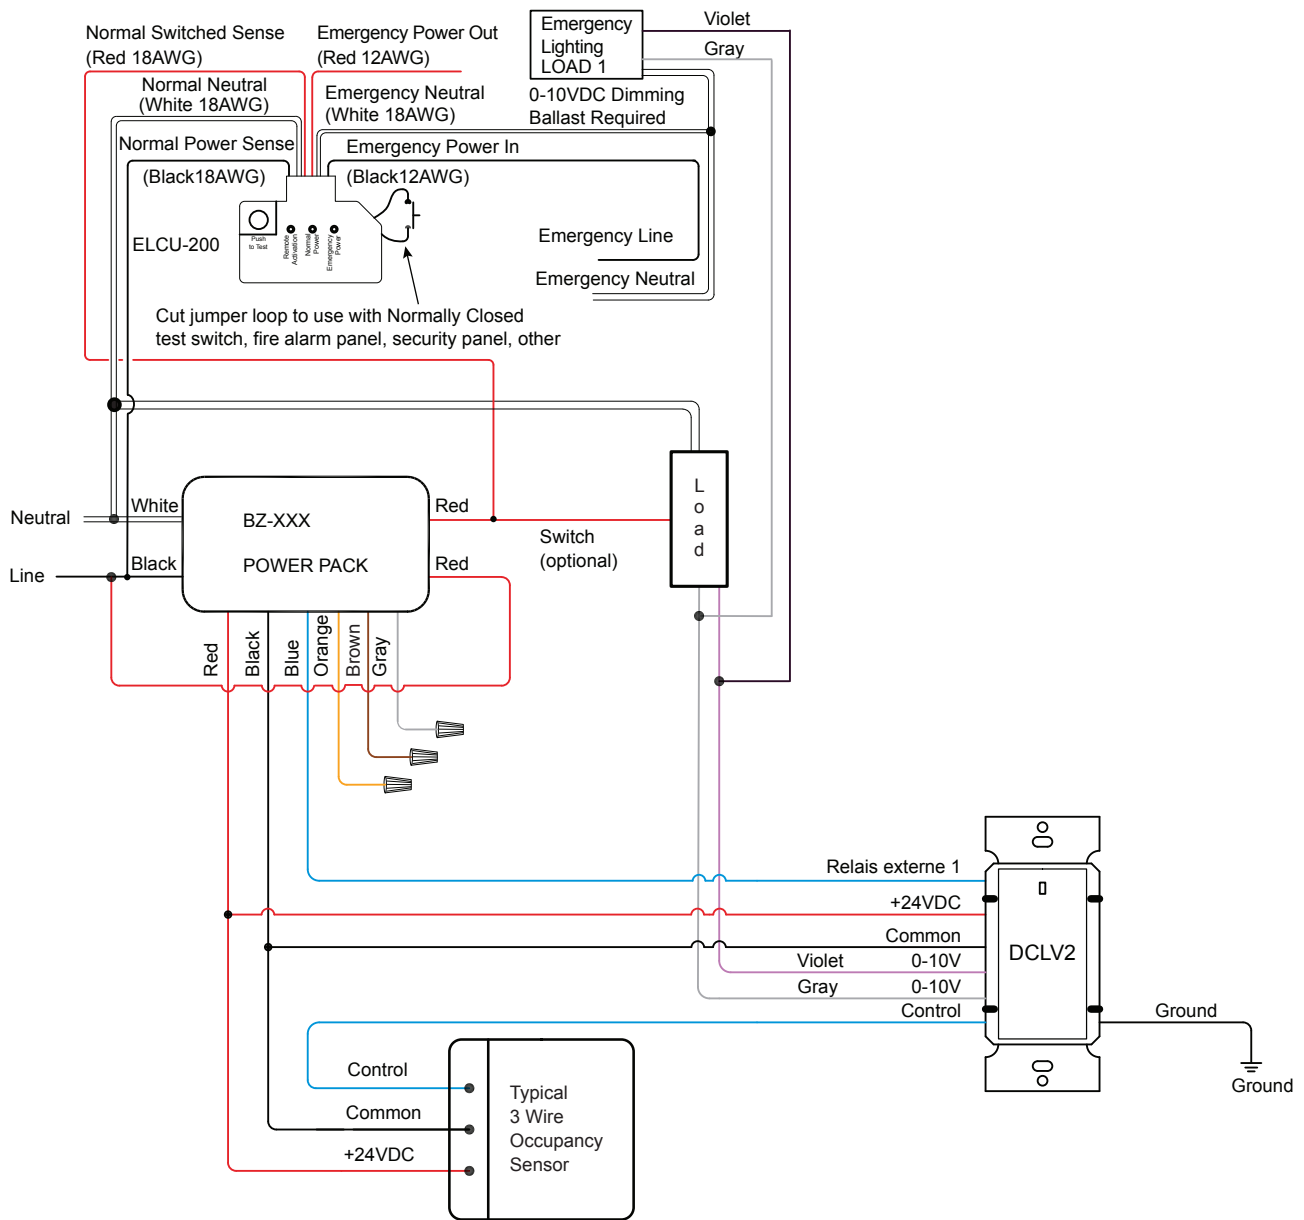 Normal Switched Sense
(Red 18AWG)
Emergency Power Out
(Red 12AWG)
Emergency
Lighting
LOAD 1
Violet
Gray
Normal Neutral
(White 18AWG)
Emergency Neutral
(White 18AWG)
0-10VDC Dimming
Ballast Required
Normal Power Sense
(Black18AWG)
Emergency Power In
(Black12AWG)
ELCU-200
Push
to Test
Remote
Activation
Normal
Power
Emergency
Power
Emergency Line
Emergency Neutral
Cut jumper loop to use with Normally Closed
test switch, fire alarm panel, security panel, other
Neutral
White
Line
Black
BZ-XXX
POWER PACK
Red
Red
Switch
(optional)
Load
Red
Black
Blue
Orange
Brown
Gray
Relais externe 1
+24VDC
Common
Violet 0-10V
Gray 0-10V
Control
DCLV2
Ground
Ground
Control
Common
+24VDC
Typical
3 Wire
Occupancy
Sensor